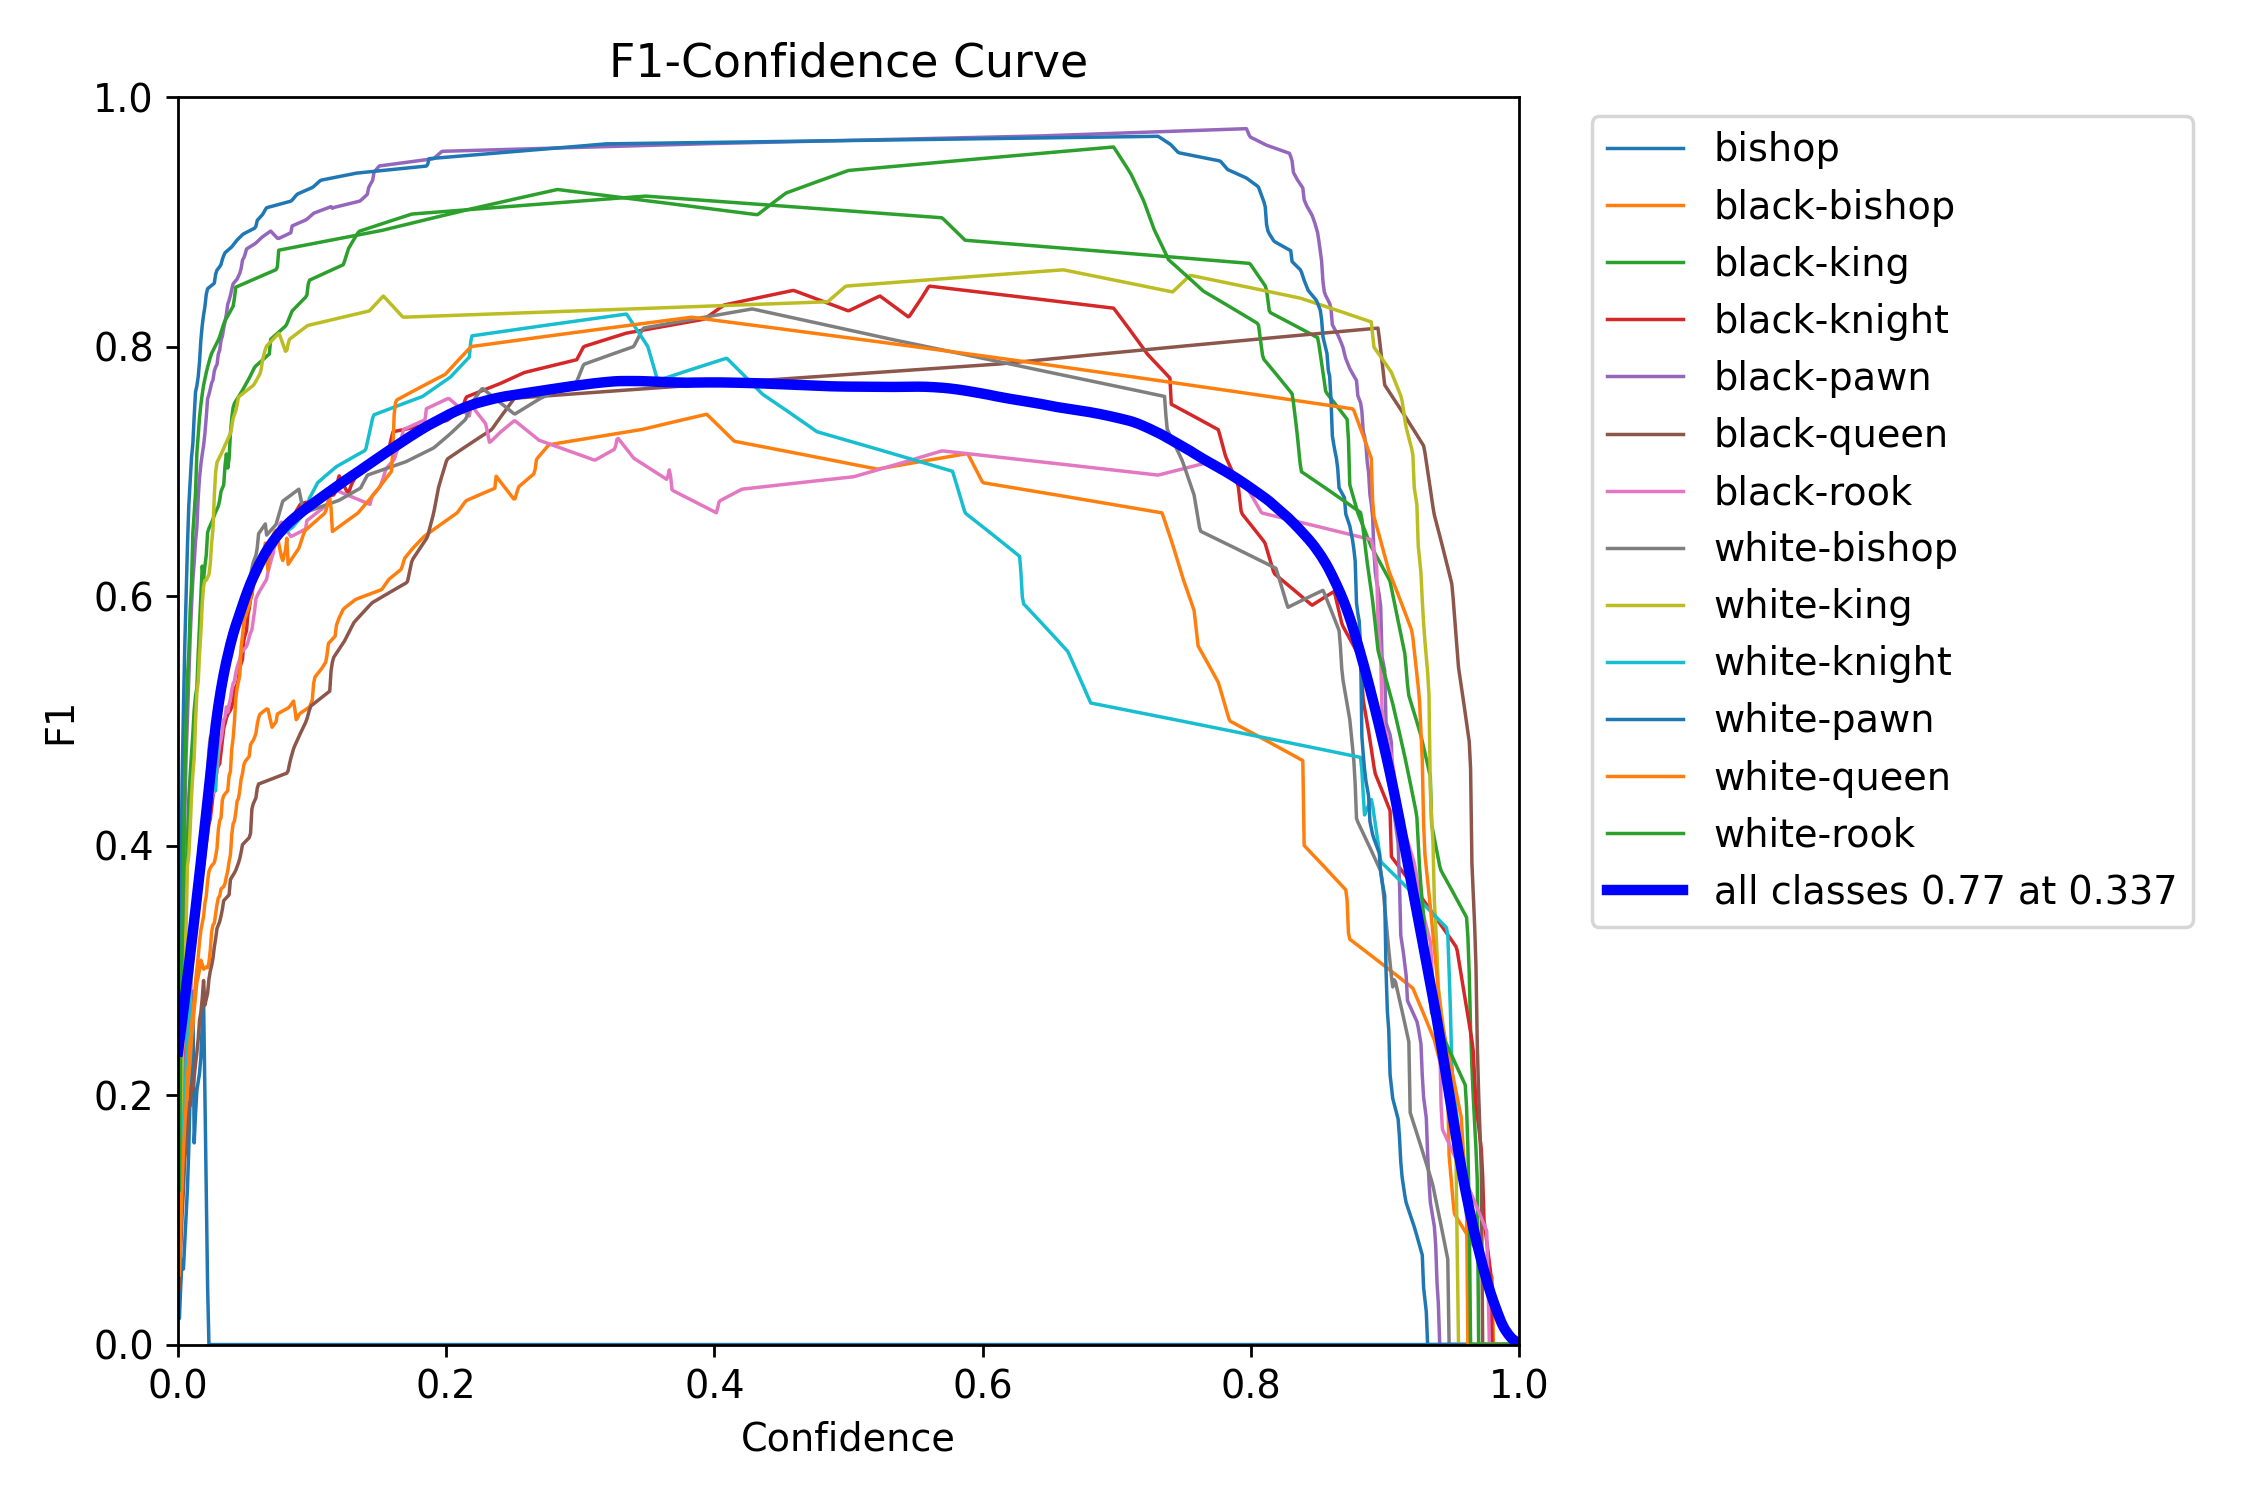 F1-Confidence Curve
1.0
0.8
0.6
0.4
0.2
0.0
F1
0.0 0.2 0.4 0.6 0.8 1.0
Confidence
bishop
black-bishop
black-king
black-knight
black-pawn
black-queen
black-rook
white-bishop
white-king
white-knight
white-pawn
white-queen
white-rook
all classes 0.77 at 0.337